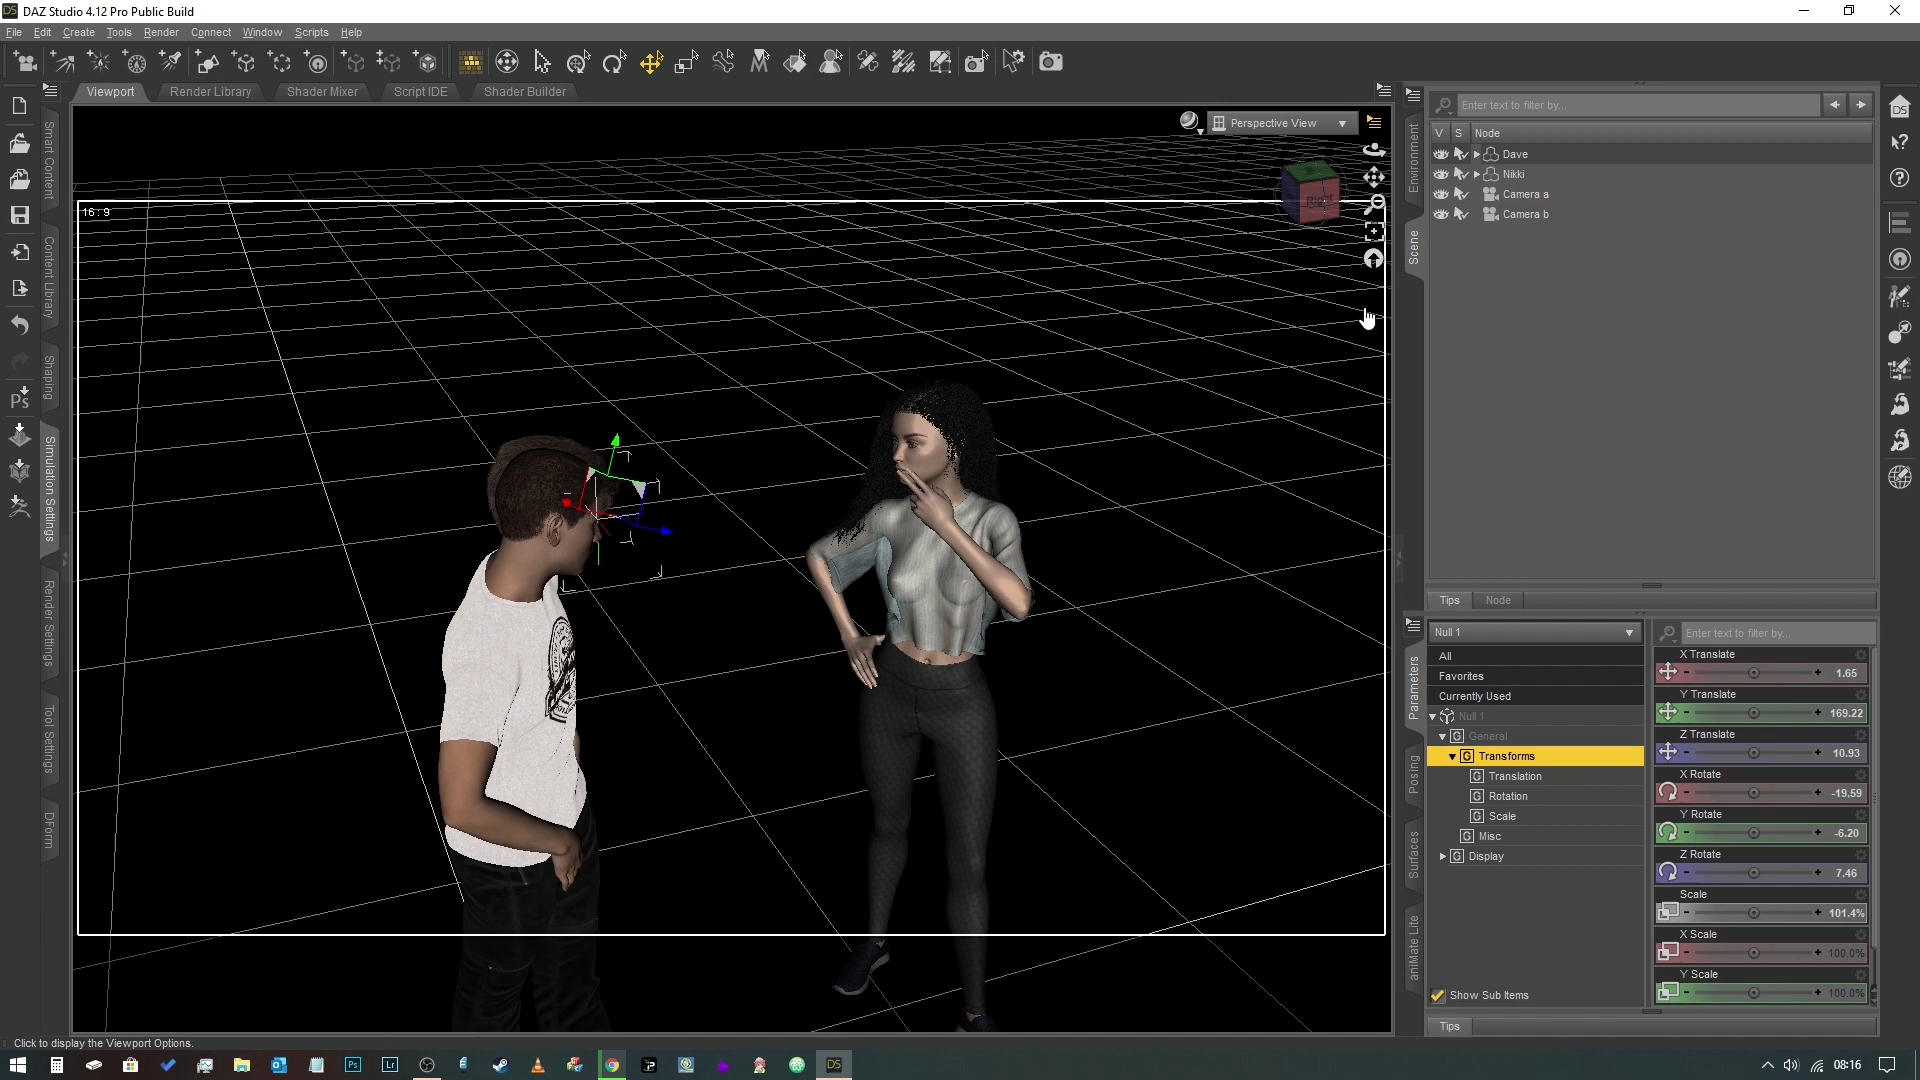 DAZ Studio 4.12 Pro Public Build
File Edit Create Tools Render Connect Window Scripts Help
Viewport Render Library Shader Mixer Script IDE Shader Builder
Smart Content
Content Library
Shaping
Simulation Settings
Render Settings
Tool Settings
DForm
Ps
16 : 9
Perspective View
Right
Environment
Scene
Enter text to filter by...
V S Node
Dave
Nikki
Camera a
Camera b
Tips Node
Parameters
Posing
Surfaces
aniMate Lite
Null 1
All
Favorites
Currently Used
Null 1
General
Transforms
Translation
Rotation
Scale
Misc
Display
Show Sub Items
Enter text to filter by...
X Translate
1.65
Y Translate
169.22
Z Translate
10.93
X Rotate
-19.59
Y Rotate
-6.20
Z Rotate
7.46
Scale
101.4%
X Scale
100.0%
Y Scale
100.0%
Tips
Click to display the Viewport Options.
Ps
Lr
DS
08:16